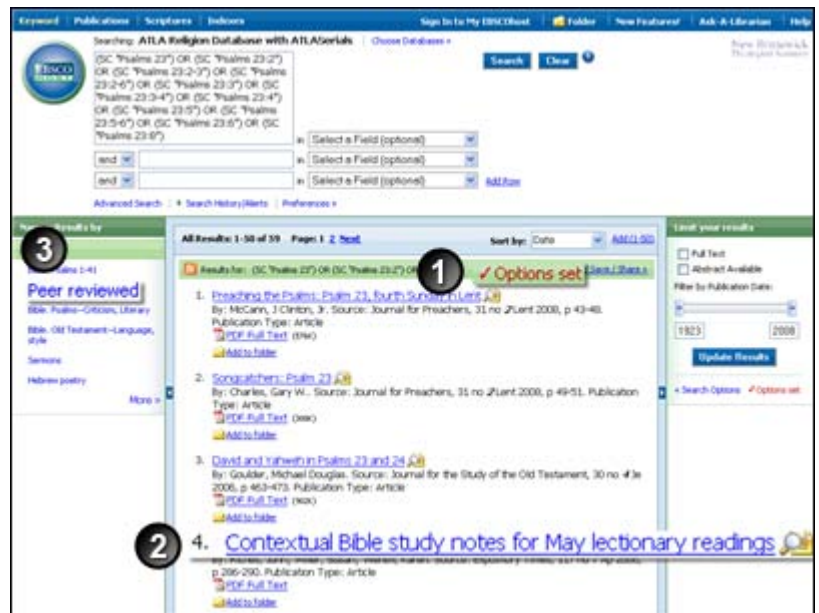 Keyword Publications Scriptures Indexes Sign In to My EBSCOhost Folder New Features! Ask-A-Librarian Help
Searching: ATLA Religion Database with ATLASerials Choose Databases »
New Brunswick
Theological Seminary
EBSCO
HOST
(SC "Psalms 23") OR (SC "Psalms 23:2")
OR (SC "Psalms 23:2-3") OR (SC "Psalms
23:2-6") OR (SC "Psalms 23:3") OR (SC
"Psalms 23:3-4") OR (SC "Psalms 23:4")
OR (SC "Psalms 23:5") OR (SC "Psalms
23:5-6") OR (SC "Psalms 23:6") OR (SC
"Psalms 23:8")
Search Clear
in Select a Field (optional)
and in Select a Field (optional)
and in Select a Field (optional) Add Row
Advanced Search Search History/Alerts Preferences »
Results by
3
Psalms 1-41
Peer reviewed
Bible. Psalms--Criticism, Literary
Bible. Old Testament--Language,
style
Sermons
Hebrew poetry
More »
All Results: 1-50 of 59 Page: 1 2 Next Sort by: Date Add (1-50)
Results for: (SC "Psalms 23") OR (SC "Psalms 23:2") OR
1
✓Options set
Save / Share »
1. Preaching the Psalms: Psalm 23, fourth Sunday in Lent
By: McCann, J Clinton, Jr. Source: Journal for Preachers, 31 no 2 Lent 2008, p 43-48.
Publication Type: Article
PDF Full Text
Add to folder
2. Songcatchers: Psalm 23
By: Charles, Gary W.. Source: Journal for Preachers, 31 no 2 Lent 2008, p 49-51. Publication
Type: Article
PDF Full Text
Add to folder
3. David and Yahweh in Psalms 23 and 24
By: Goulder, Michael Douglas. Source: Journal for the Study of the Old Testament, 30 no 4 Je
2006, p 463-473. Publication Type: Article
PDF Full Text
Add to folder
2
4. Contextual Bible study notes for May lectionary readings
p 286-290. Publication Type: Article
PDF Full Text
Add to folder
Limit your results
Full Text
Abstract Available
Filter by Publication Date:
1923 2008
Update Results
« Search Options ✓Options set